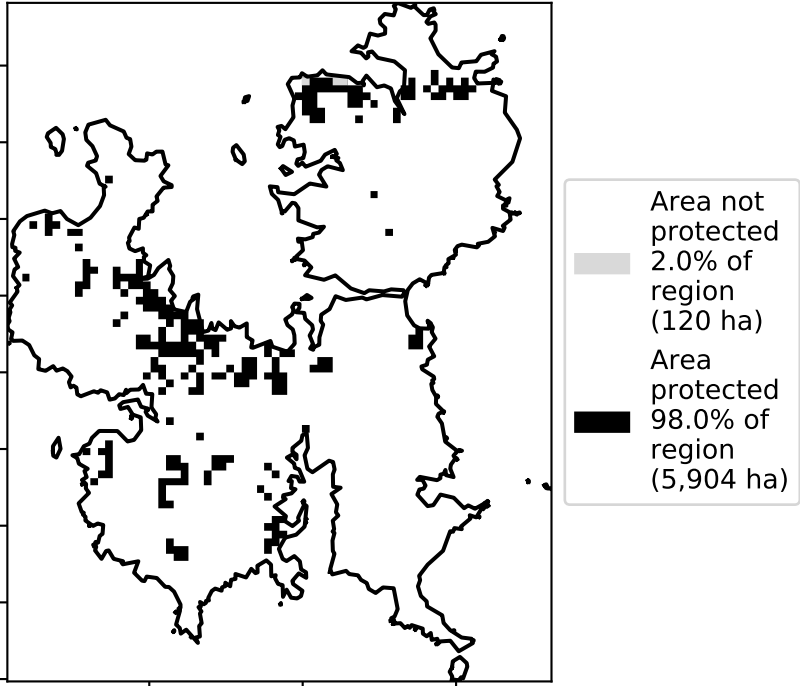 Area not
protected
2.0% of
region
(120 ha)
Area
protected
98.0% of
region
(5,904 ha)